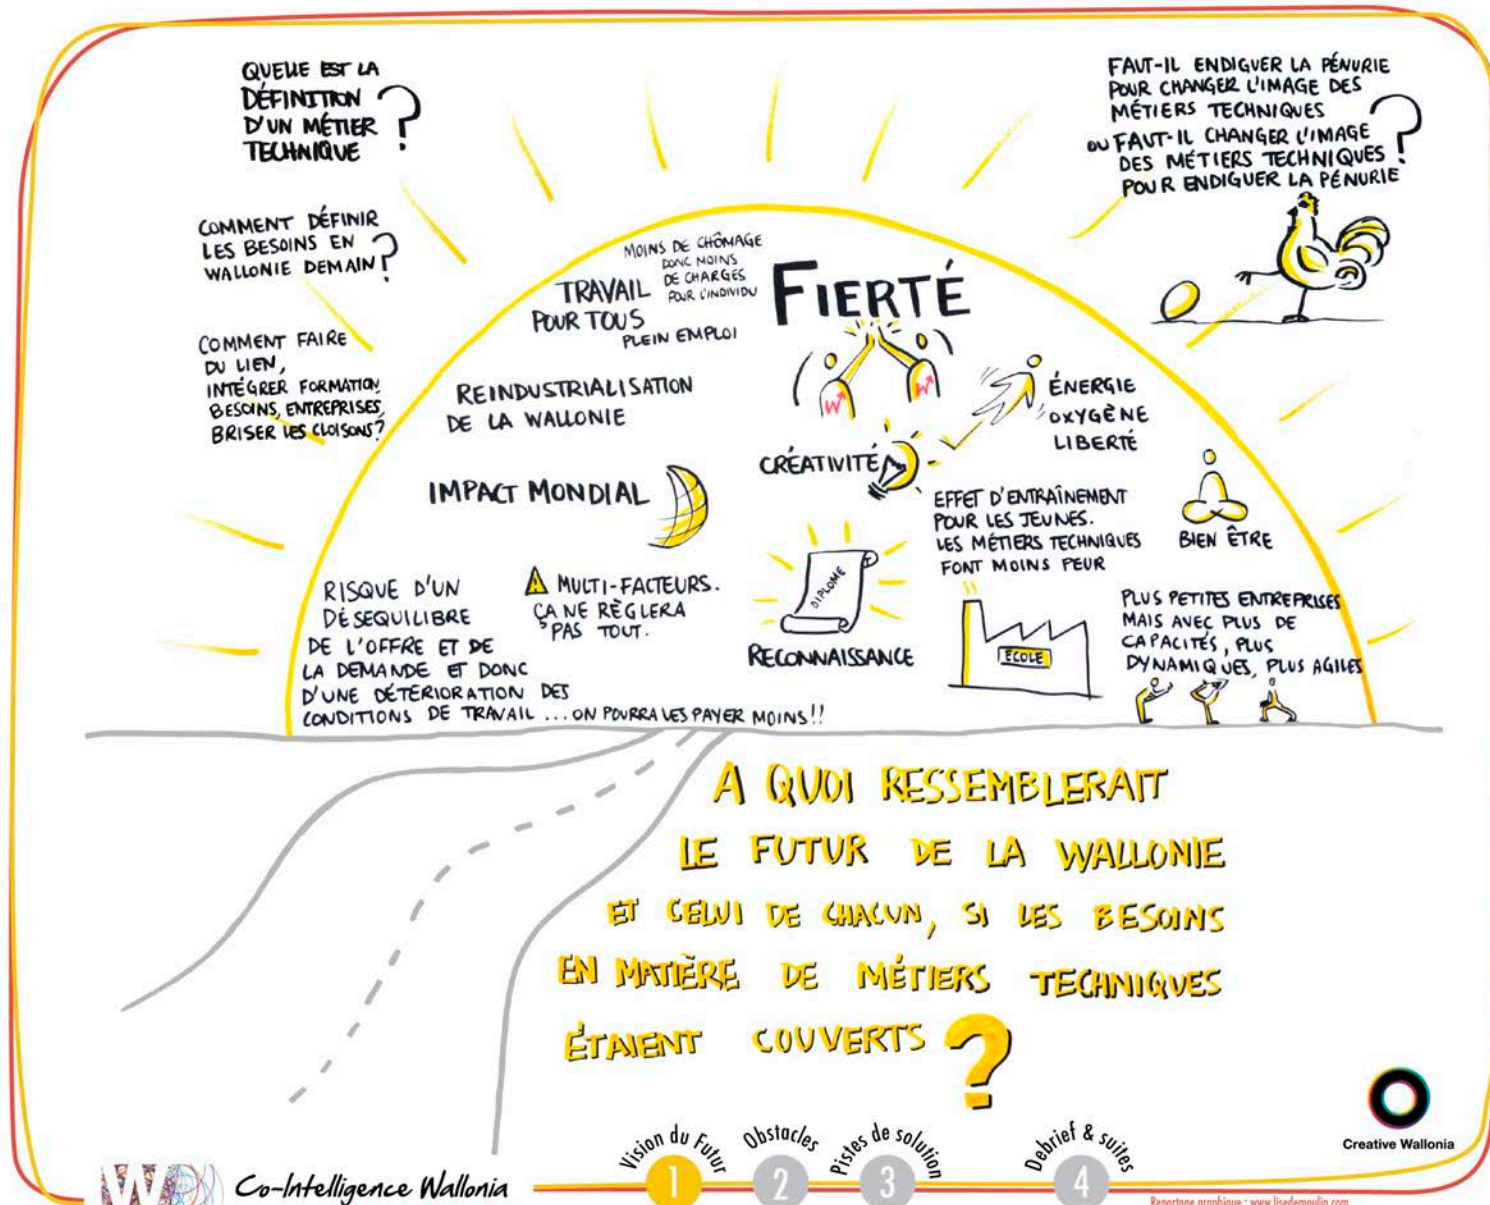 QUELLE EST LA
DÉFINITION
D'UN MÉTIER
TECHNIQUE ?
COMMENT DÉFINIR
LES BESOINS EN
WALLONIE DEMAIN ?
COMMENT FAIRE
DU LIEN,
INTÉGRER FORMATION
BESOINS, ENTREPRISES,
BRISER LES CLOISONS ?
FAUT-IL ENDIGUER LA PÉNURIE
POUR CHANGER L'IMAGE DES
MÉTIERS TECHNIQUES
OU FAUT-IL CHANGER L'IMAGE
DES MÉTIERS TECHNIQUES ?
POUR ENDIGUER LA PÉNURIE
MOINS DE CHÔMAGE
DONC MOINS
DE CHARGES
POUR L'INDIVIDU
TRAVAIL
POUR TOUS
PLEIN EMPLOI
FIERTÉ
W
W
REINDUSTRIALISATION
DE LA WALLONIE
ÉNERGIE
OXYGÈNE
LIBERTÉ
CRÉATIVITÉ
IMPACT MONDIAL
EFFET D'ENTRAÎNEMENT
POUR LES JEUNES.
LES MÉTIERS TECHNIQUES
FONT MOINS PEUR
BIEN ÊTRE
RISQUE D'UN
DÉSEQUILIBRE
DE L'OFFRE ET DE
LA DEMANDE ET DONC
D'UNE DÉTÉRIORATION DES
CONDITIONS DE TRAVAIL ... ON POURRA LES PAYER MOINS!!
MULTI-FACTEURS.
ÇA NE RÈGLERA
PAS TOUT.
DIPLOME
RECONNAISSANCE
ÉCOLE
PLUS PETITES ENTREPRISES
MAIS AVEC PLUS DE
CAPACITÉS, PLUS
DYNAMIQUES, PLUS AGILES
A QUOI RESSEMBLERAIT
LE FUTUR DE LA WALLONIE
ET CELUI DE CHACUN, SI LES BESOINS
EN MATIÈRE DE MÉTIERS TECHNIQUES
ÉTAIENT COUVERTS ?
Creative Wallonia
W
Co-Intelligence Wallonia
Vision du Futur
1
Obstacles
2
Pistes de solution
3
Debrief & suites
4
Reportage graphique : www.lisedemoulin.com